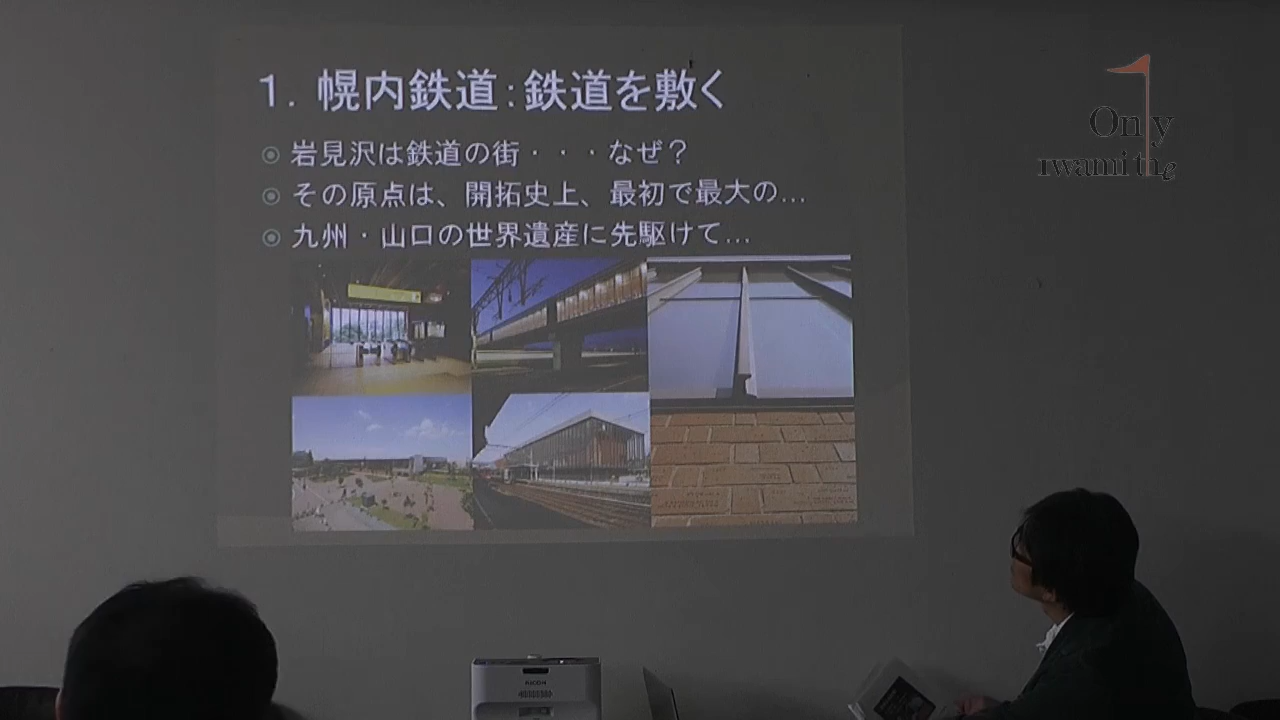 1. 幌内鉄道：鉄道を敷く
岩見沢は鉄道の街・・・なぜ？
その原点は、開拓史上、最初で最大の...
九州・山口の世界遺産に先駆けて...
Only
ıwamithe
RICOH